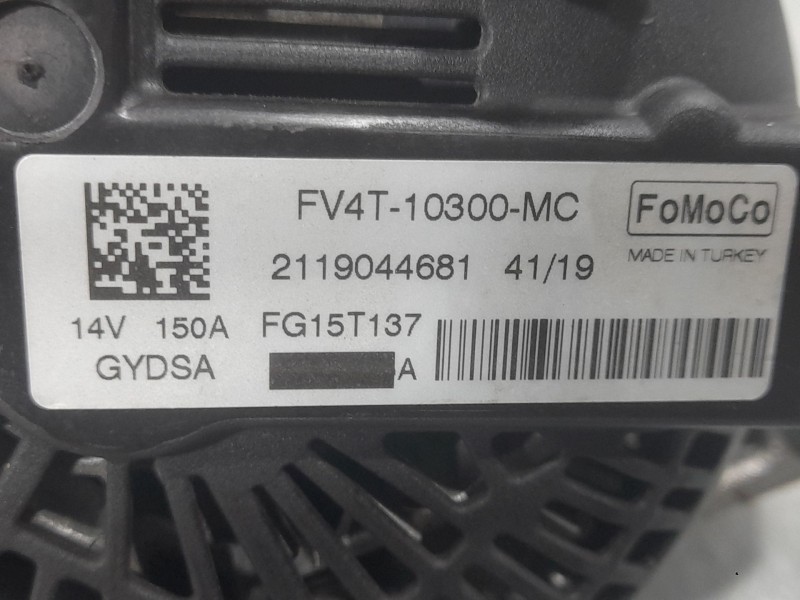 FV4T-10300-MC
FoMoCo
2119044681 41/19
MADE IN TURKEY
14V 150A FG15T137
GYDSA
A